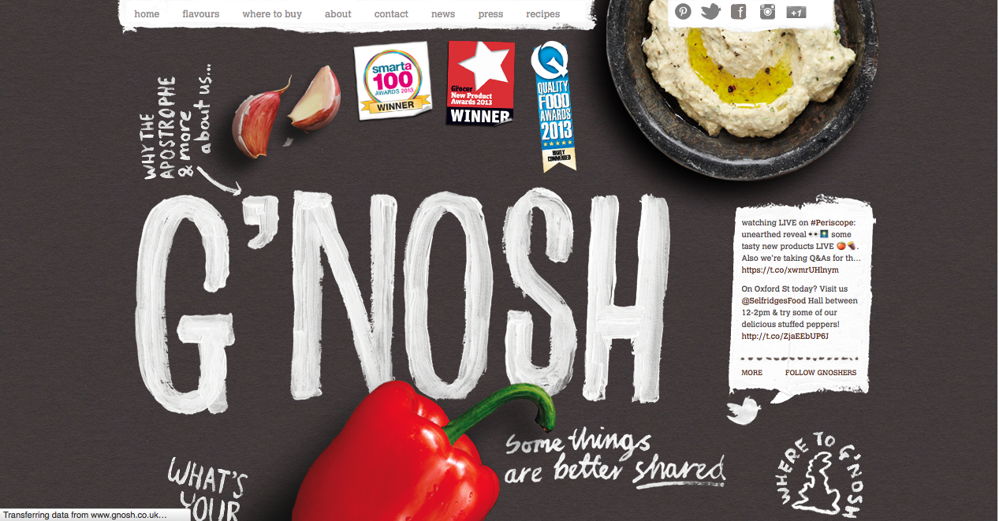 home flavours where to buy about contact news press recipes
+1
WHY THE
APOSTROPHE
& more
about us...
smarta
100
AWARDS 2013
WINNER
The Grocer
New Product
Awards 2013
WINNER
Q
QUALITY
FOOD
AWARDS
2013
HIGHLY
COMMENDED
G'NOSH
watching LIVE on #Periscope:
unearthed reveal 👀 some
tasty new products LIVE 🍅🍠.
Also we're taking Q&As for th...
https://t.co/xwmrUHlnym
On Oxford St today? Visit us
@SelfridgesFood Hall between
12-2pm & try some of our
delicious stuffed peppers!
http://t.co/ZjaEEbUP6J
MORE FOLLOW GNOSHERS
Some things
are better shared
WHERE TO G'NOSH
WHAT'S
YOUR
Transferring data from www.gnosh.co.uk...